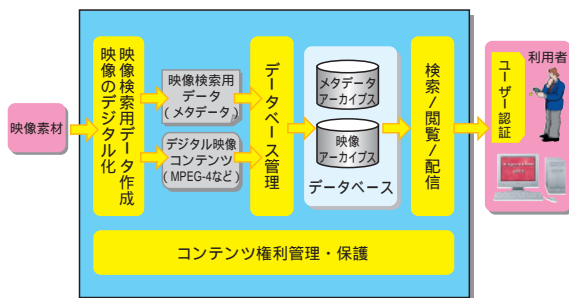 映像素材
映像検索用データ作成
映像のデジタル化
映像検索用
データ
(メタデータ)
デジタル映像
コンテンツ
(MPEG-4など)
データベース管理
メタデータ
アーカイブス
映像
アーカイブス
データベース
検索/閲覧/配信
利用者
ユーザー認証
コンテンツ権利管理・保護